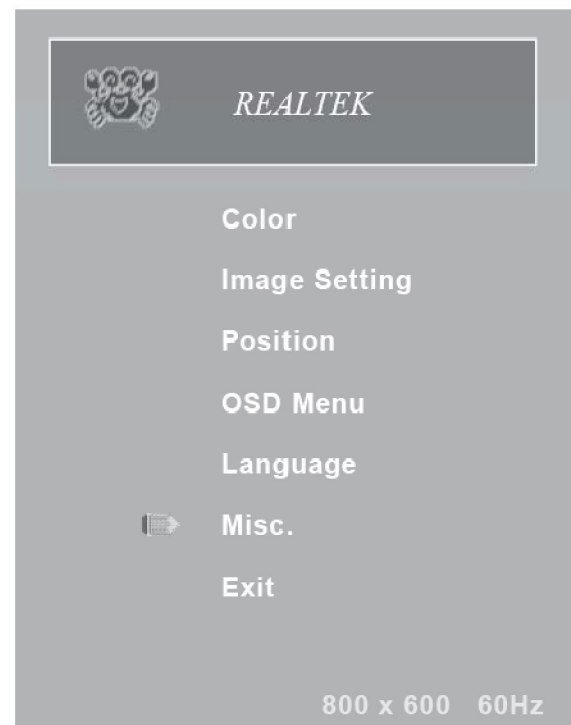 REALTEK
Color
Image Setting
Position
OSD Menu
Language
Misc.
Exit
800 x 600 60Hz